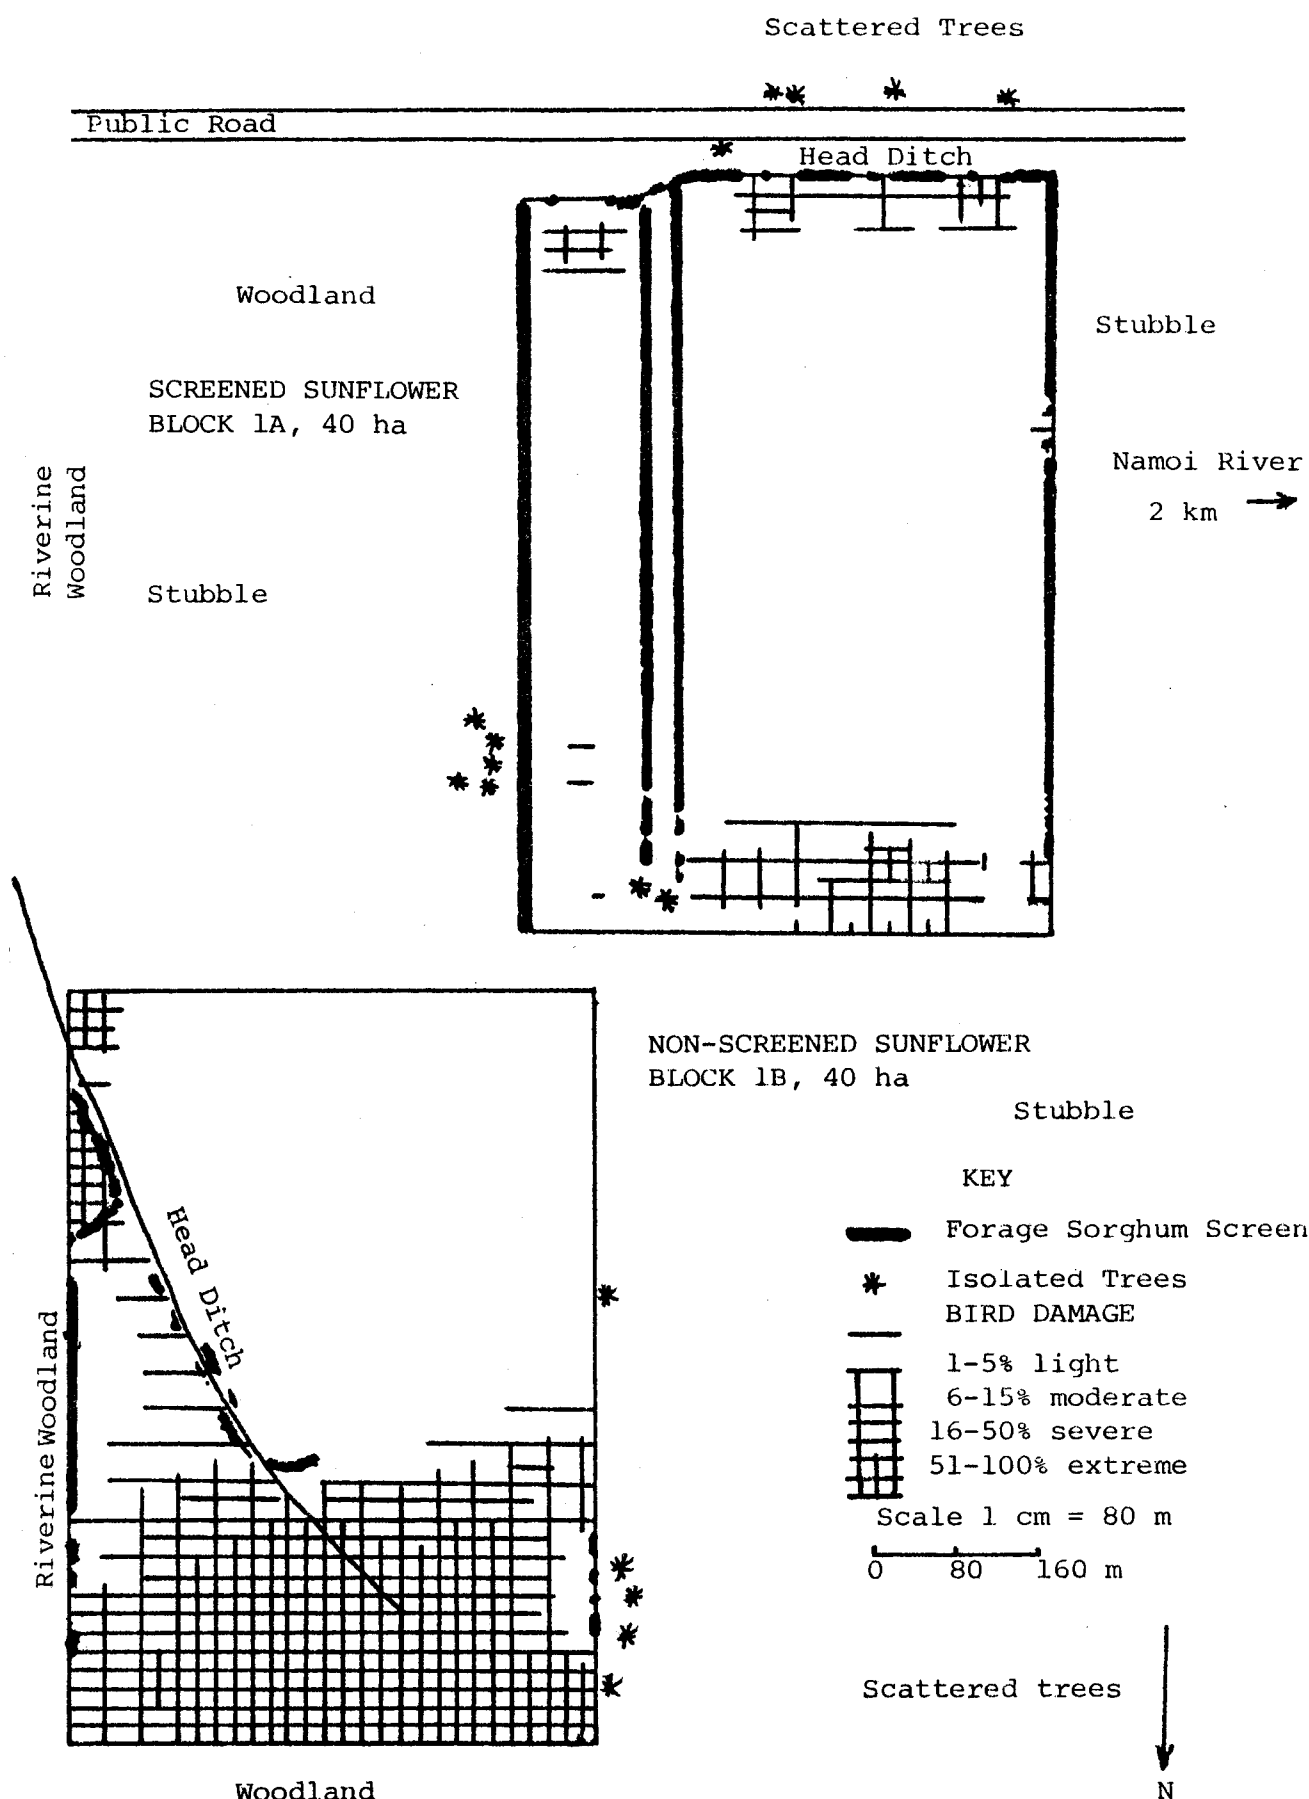 Scattered Trees
Public Road
Head Ditch
Woodland
Stubble
SCREENED SUNFLOWER
BLOCK 1A, 40 ha
Namoi River
2 km
Riverine
Woodland
Stubble
NON-SCREENED SUNFLOWER
BLOCK 1B, 40 ha
Stubble
KEY
Forage Sorghum Screen
Isolated Trees
BIRD DAMAGE
1-5% light
6-15% moderate
16-50% severe
51-100% extreme
Scale 1 cm = 80 m
0 80 160 m
Head Ditch
Riverine Woodland
Scattered trees
N
Woodland